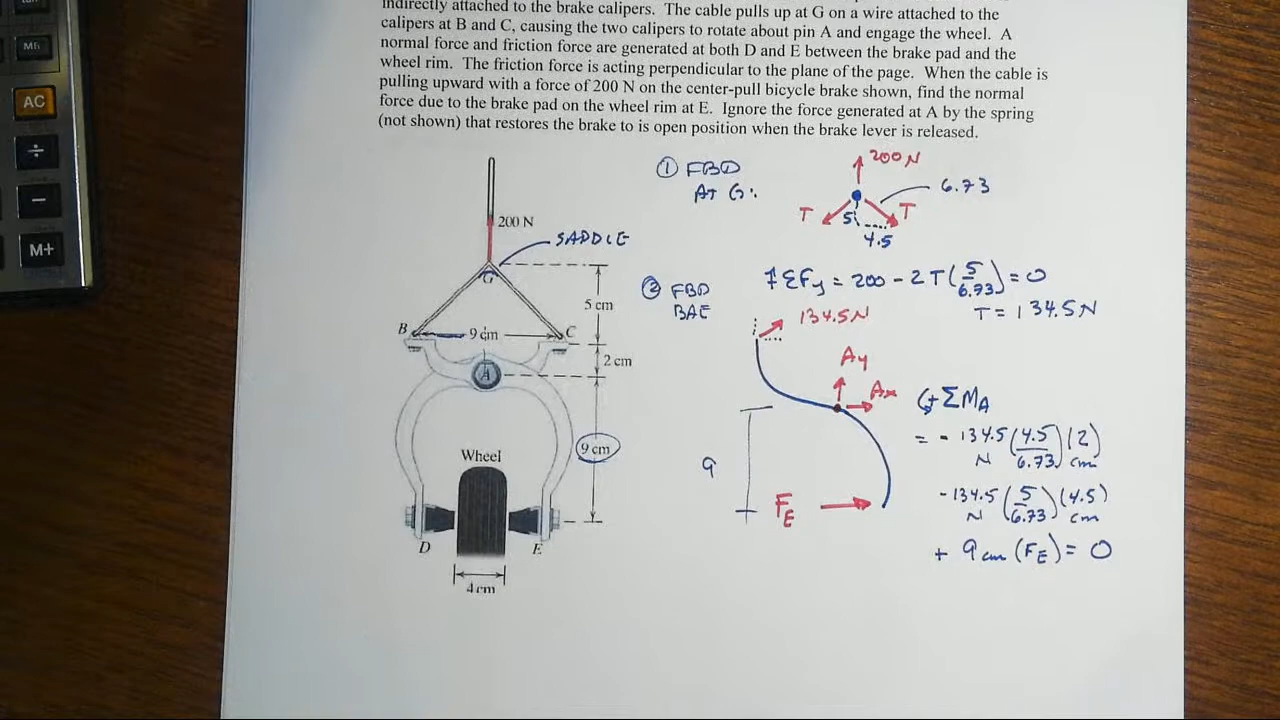 indirectly attached to the brake calipers. The cable pulls up at G on a wire attached to the
calipers at B and C, causing the two calipers to rotate about pin A and engage the wheel. A
normal force and friction force are generated at both D and E between the brake pad and the
wheel rim. The friction force is acting perpendicular to the plane of the page. When the cable is
pulling upward with a force of 200 N on the center-pull bicycle brake shown, find the normal
force due to the brake pad on the wheel rim at E. Ignore the force generated at A by the spring
(not shown) that restores the brake to is open position when the brake lever is released.
MR
AC
÷
−
M+
200 N
SADDLE
G
5 cm
B
9 cm
C
2 cm
A
9 cm
Wheel
D
E
4 cm
① FBD
AT G:
200 N
6.73
T
5
T
4.5
↑ΣFy = 200 - 2T(5/6.73) = 0
T = 134.5 N
② FBD
BAE
134.5 N
Ay
Ax
9
FE
↺+ ΣMA
= - 134.5 N (4.5/6.73)(2) cm
- 134.5 N (5/6.73)(4.5) cm
+ 9 cm (FE) = 0